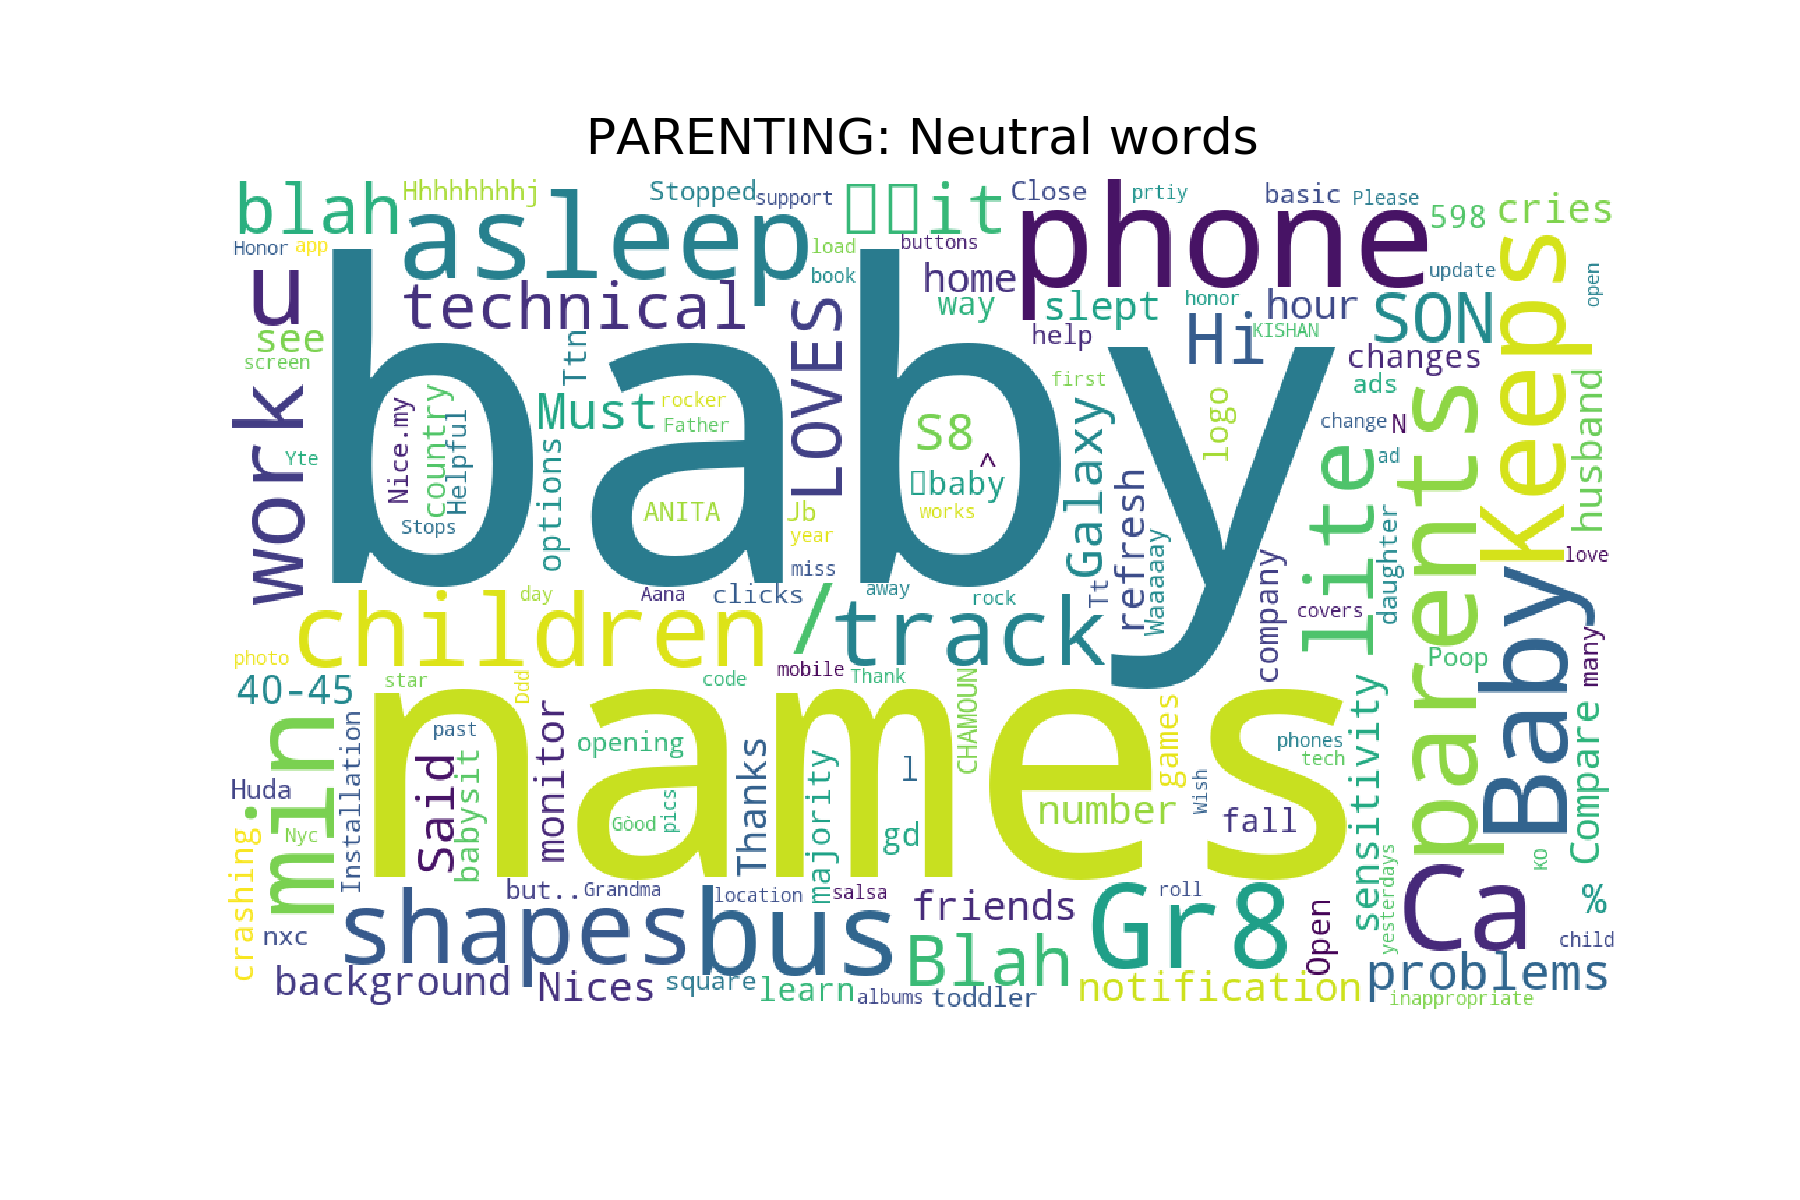 PARENTING: Neutral words
blah
Hhhhhhhhj
asleep
Stopped
support
it
Close
phone
prtiy
basic
Please
598
cries
Honor
app
load
book
buttons
home
update
open
u
technical
way
slept
honor
hour
SON
Keeps
see
screen
Ttn
LOVES
help
Hi
KISHAN
changes
baby
first
ads
husband
work
Nice.my
country
Helpful
Must
rocker
Father
S8
^
Galaxy
logo
change
N
parents
Yte
options
baby
refresh
lite
ad
Stops
ANITA
Jb
works
year
Waaaaay
daughter
miss
company
love
children
day
Aana
clicks
/
away
rock
Tt
covers
track
Baby
many
photo
mobile
Poop
40-45
star
Ddd
code
Thank
CHAMOUN
names
min
Installation
past
monitor
opening
Thanks
majority
l
games
phones
tech
sensitivity
Compare
Huda
Said
babysit
pics
number
Wish
fall
.
Nyc
Gòod
gd
crashing
yesterdays
ko
but..
Grandma
location
salsa
friends
Gr8
roll
Open
Ca
%
shapes
bus
nxc
Blah
child
background
Nices
square
learn
albums
toddler
notification
problems
inappropriate